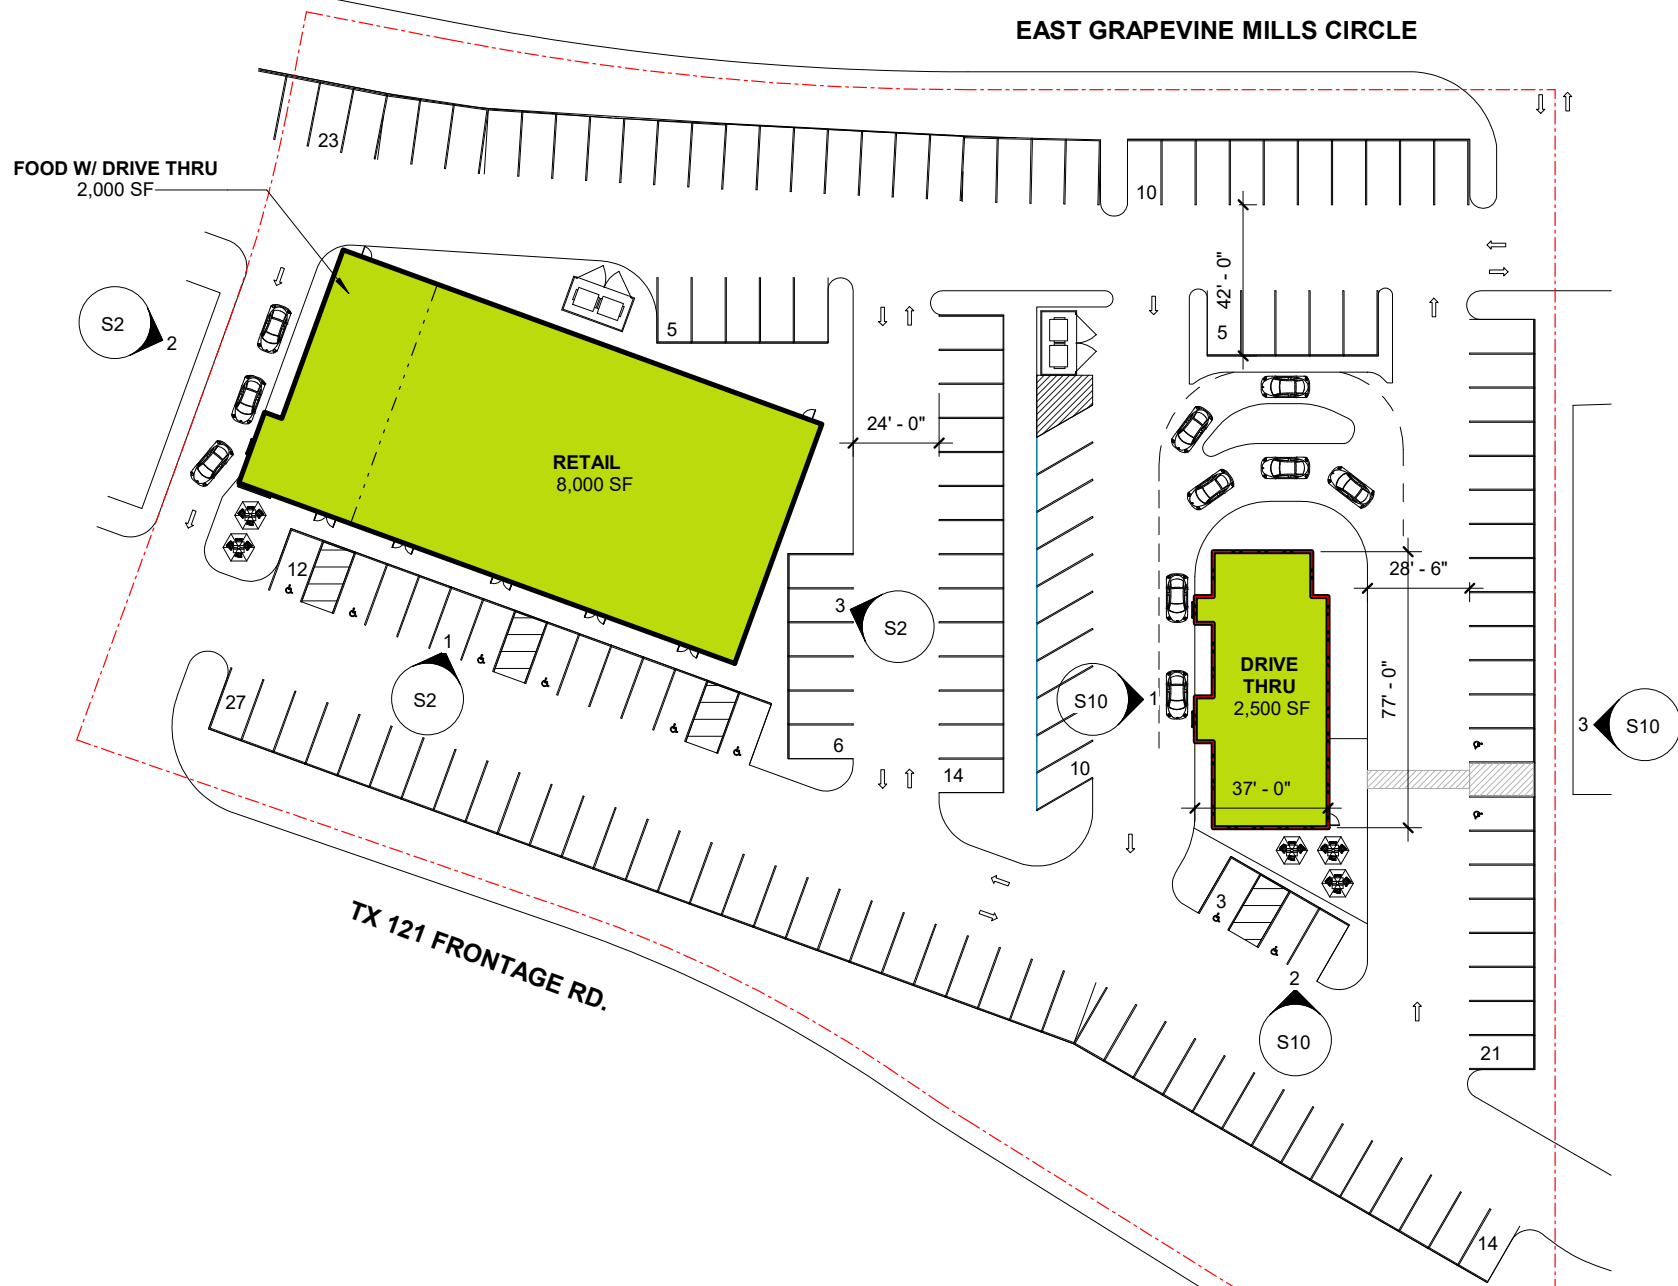 EAST GRAPEVINE MILLS CIRCLE
23
FOOD W/ DRIVE THRU
2,000 SF
10
42' - 0"
S2
2
5
5
24' - 0"
RETAIL
8,000 SF
12
28' - 6"
3
S2
1
S2
DRIVE
THRU
2,500 SF
77' - 0"
S10
1
3
S10
27
6
14
10
37' - 0"
3
TX 121 FRONTAGE RD.
2
S10
21
14